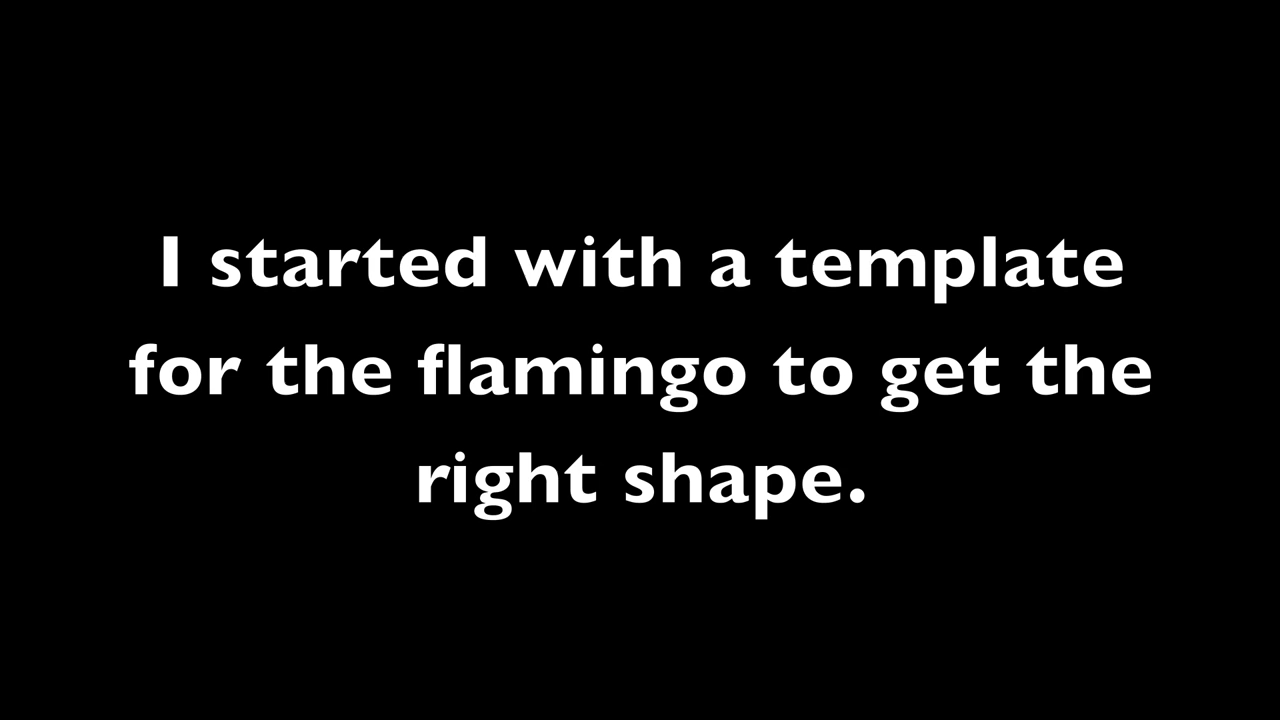 I started with a template
for the flamingo to get the
right shape.